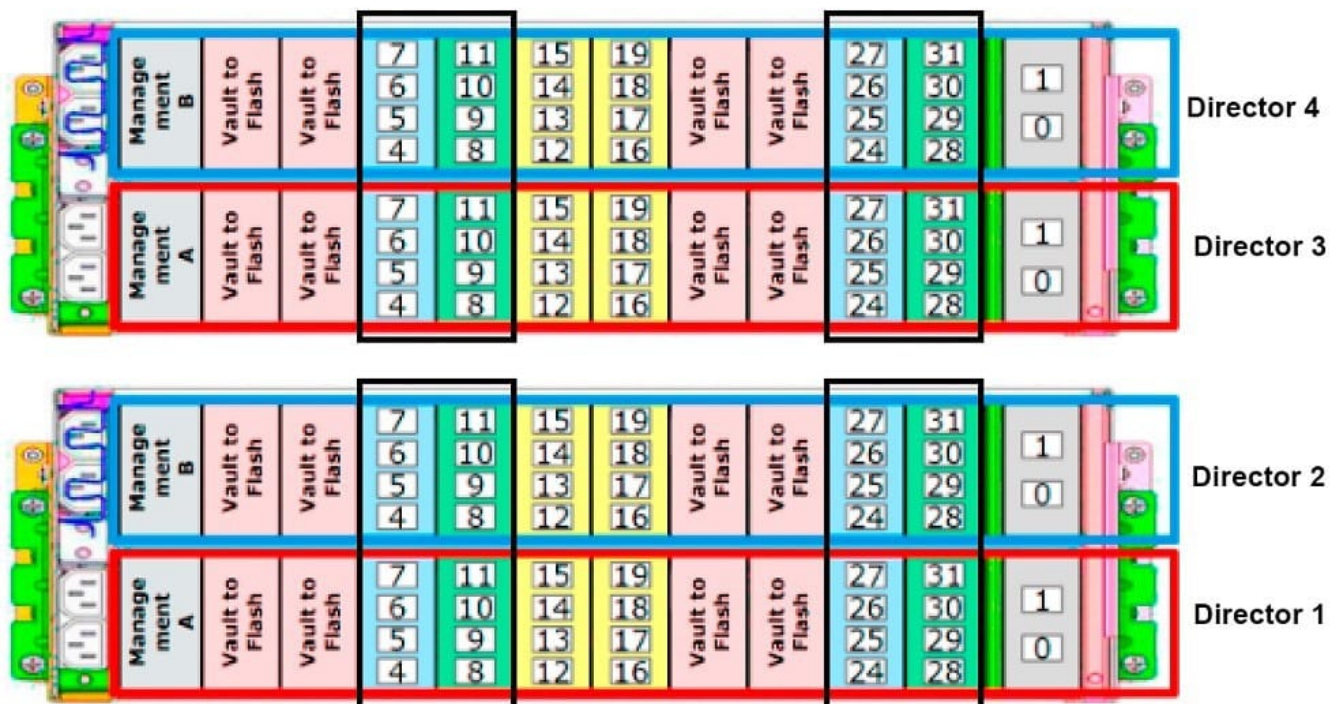 Manage
ment
B
Vault to
Flash
Vault to
Flash
7 11 15 19
6 10 14 18
5 9 13 17
4 8 12 16
Vault to
Flash
Vault to
Flash
27 31
26 30
25 29
24 28
1
0
Director 4
Manage
ment
A
Vault to
Flash
Vault to
Flash
7 11 15 19
6 10 14 18
5 9 13 17
4 8 12 16
Vault to
Flash
Vault to
Flash
27 31
26 30
25 29
24 28
1
0
Director 3
Manage
ment
B
Vault to
Flash
Vault to
Flash
7 11 15 19
6 10 14 18
5 9 13 17
4 8 12 16
Vault to
Flash
Vault to
Flash
27 31
26 30
25 29
24 28
1
0
Director 2
Manage
ment
A
Vault to
Flash
Vault to
Flash
7 11 15 19
6 10 14 18
5 9 13 17
4 8 12 16
Vault to
Flash
Vault to
Flash
27 31
26 30
25 29
24 28
1
0
Director 1